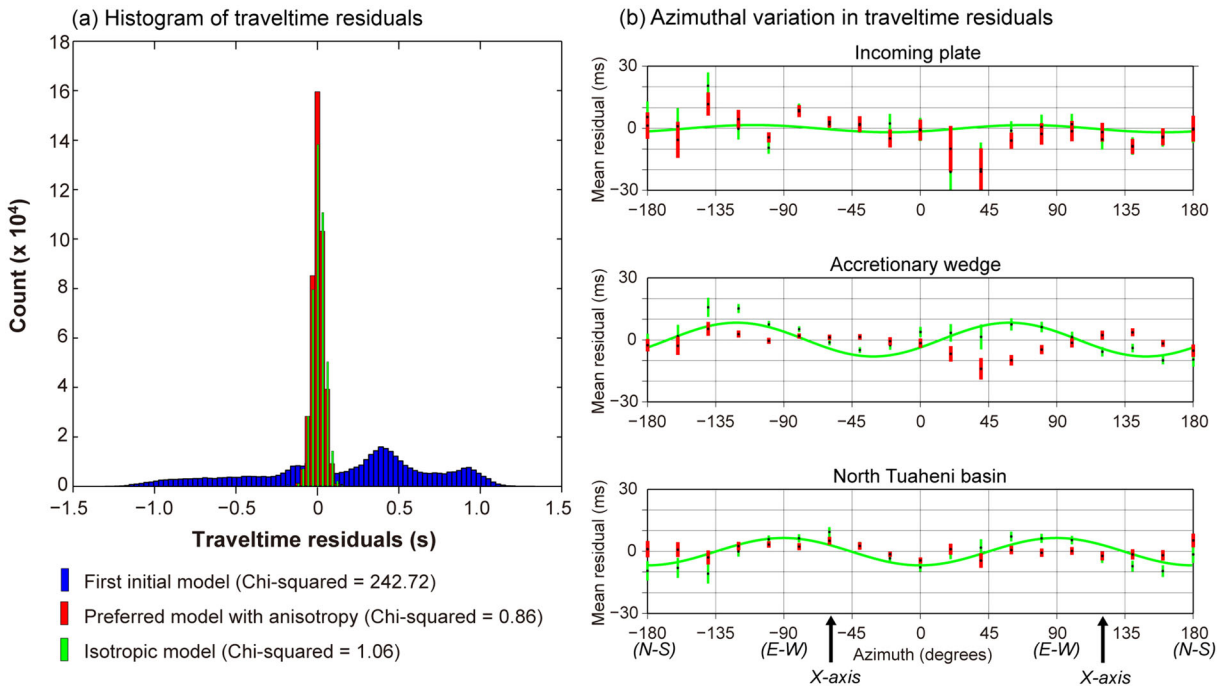 (a) Histogram of traveltime residuals
18
16
14
12
10
8
6
4
2
0
Count (x 10⁴)
−1.5 −1.0 −0.5 0 0.5 1.0 1.5
Traveltime residuals (s)
First initial model (Chi-squared = 242.72)
Preferred model with anisotropy (Chi-squared = 0.86)
Isotropic model (Chi-squared = 1.06)
(b) Azimuthal variation in traveltime residuals
Incoming plate
30
0
−30
Mean residual (ms)
−180 −135 −90 −45 0 45 90 135 180
Accretionary wedge
30
0
−30
Mean residual (ms)
−180 −135 −90 −45 0 45 90 135 180
North Tuaheni basin
30
0
−30
Mean residual (ms)
−180 −135 −90 −45 0 45 90 135 180
(N-S) (E-W) Azimuth (degrees) (E-W) (N-S)
X-axis X-axis